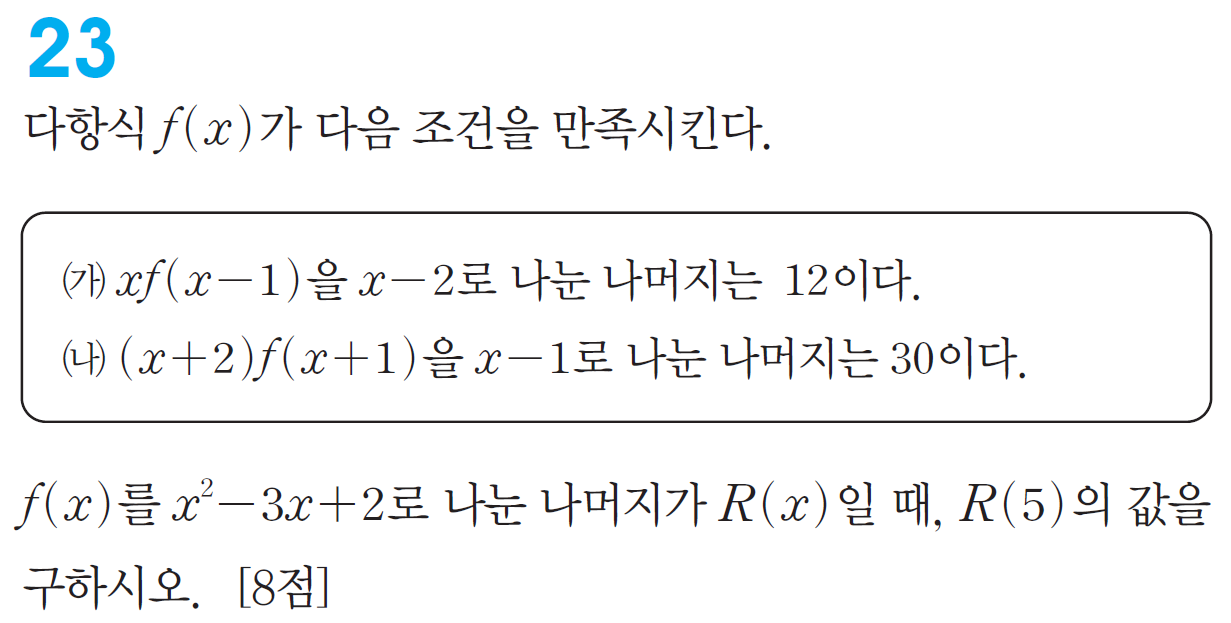 23
다항식 f(x)가 다음 조건을 만족시킨다.
㈎ xf(x-1)을 x-2로 나눈 나머지는 12이다.
㈏ (x+2)f(x+1)을 x-1로 나눈 나머지는 30이다.
f(x)를 x²-3x+2로 나눈 나머지가 R(x)일 때, R(5)의 값을
구하시오. [8점]